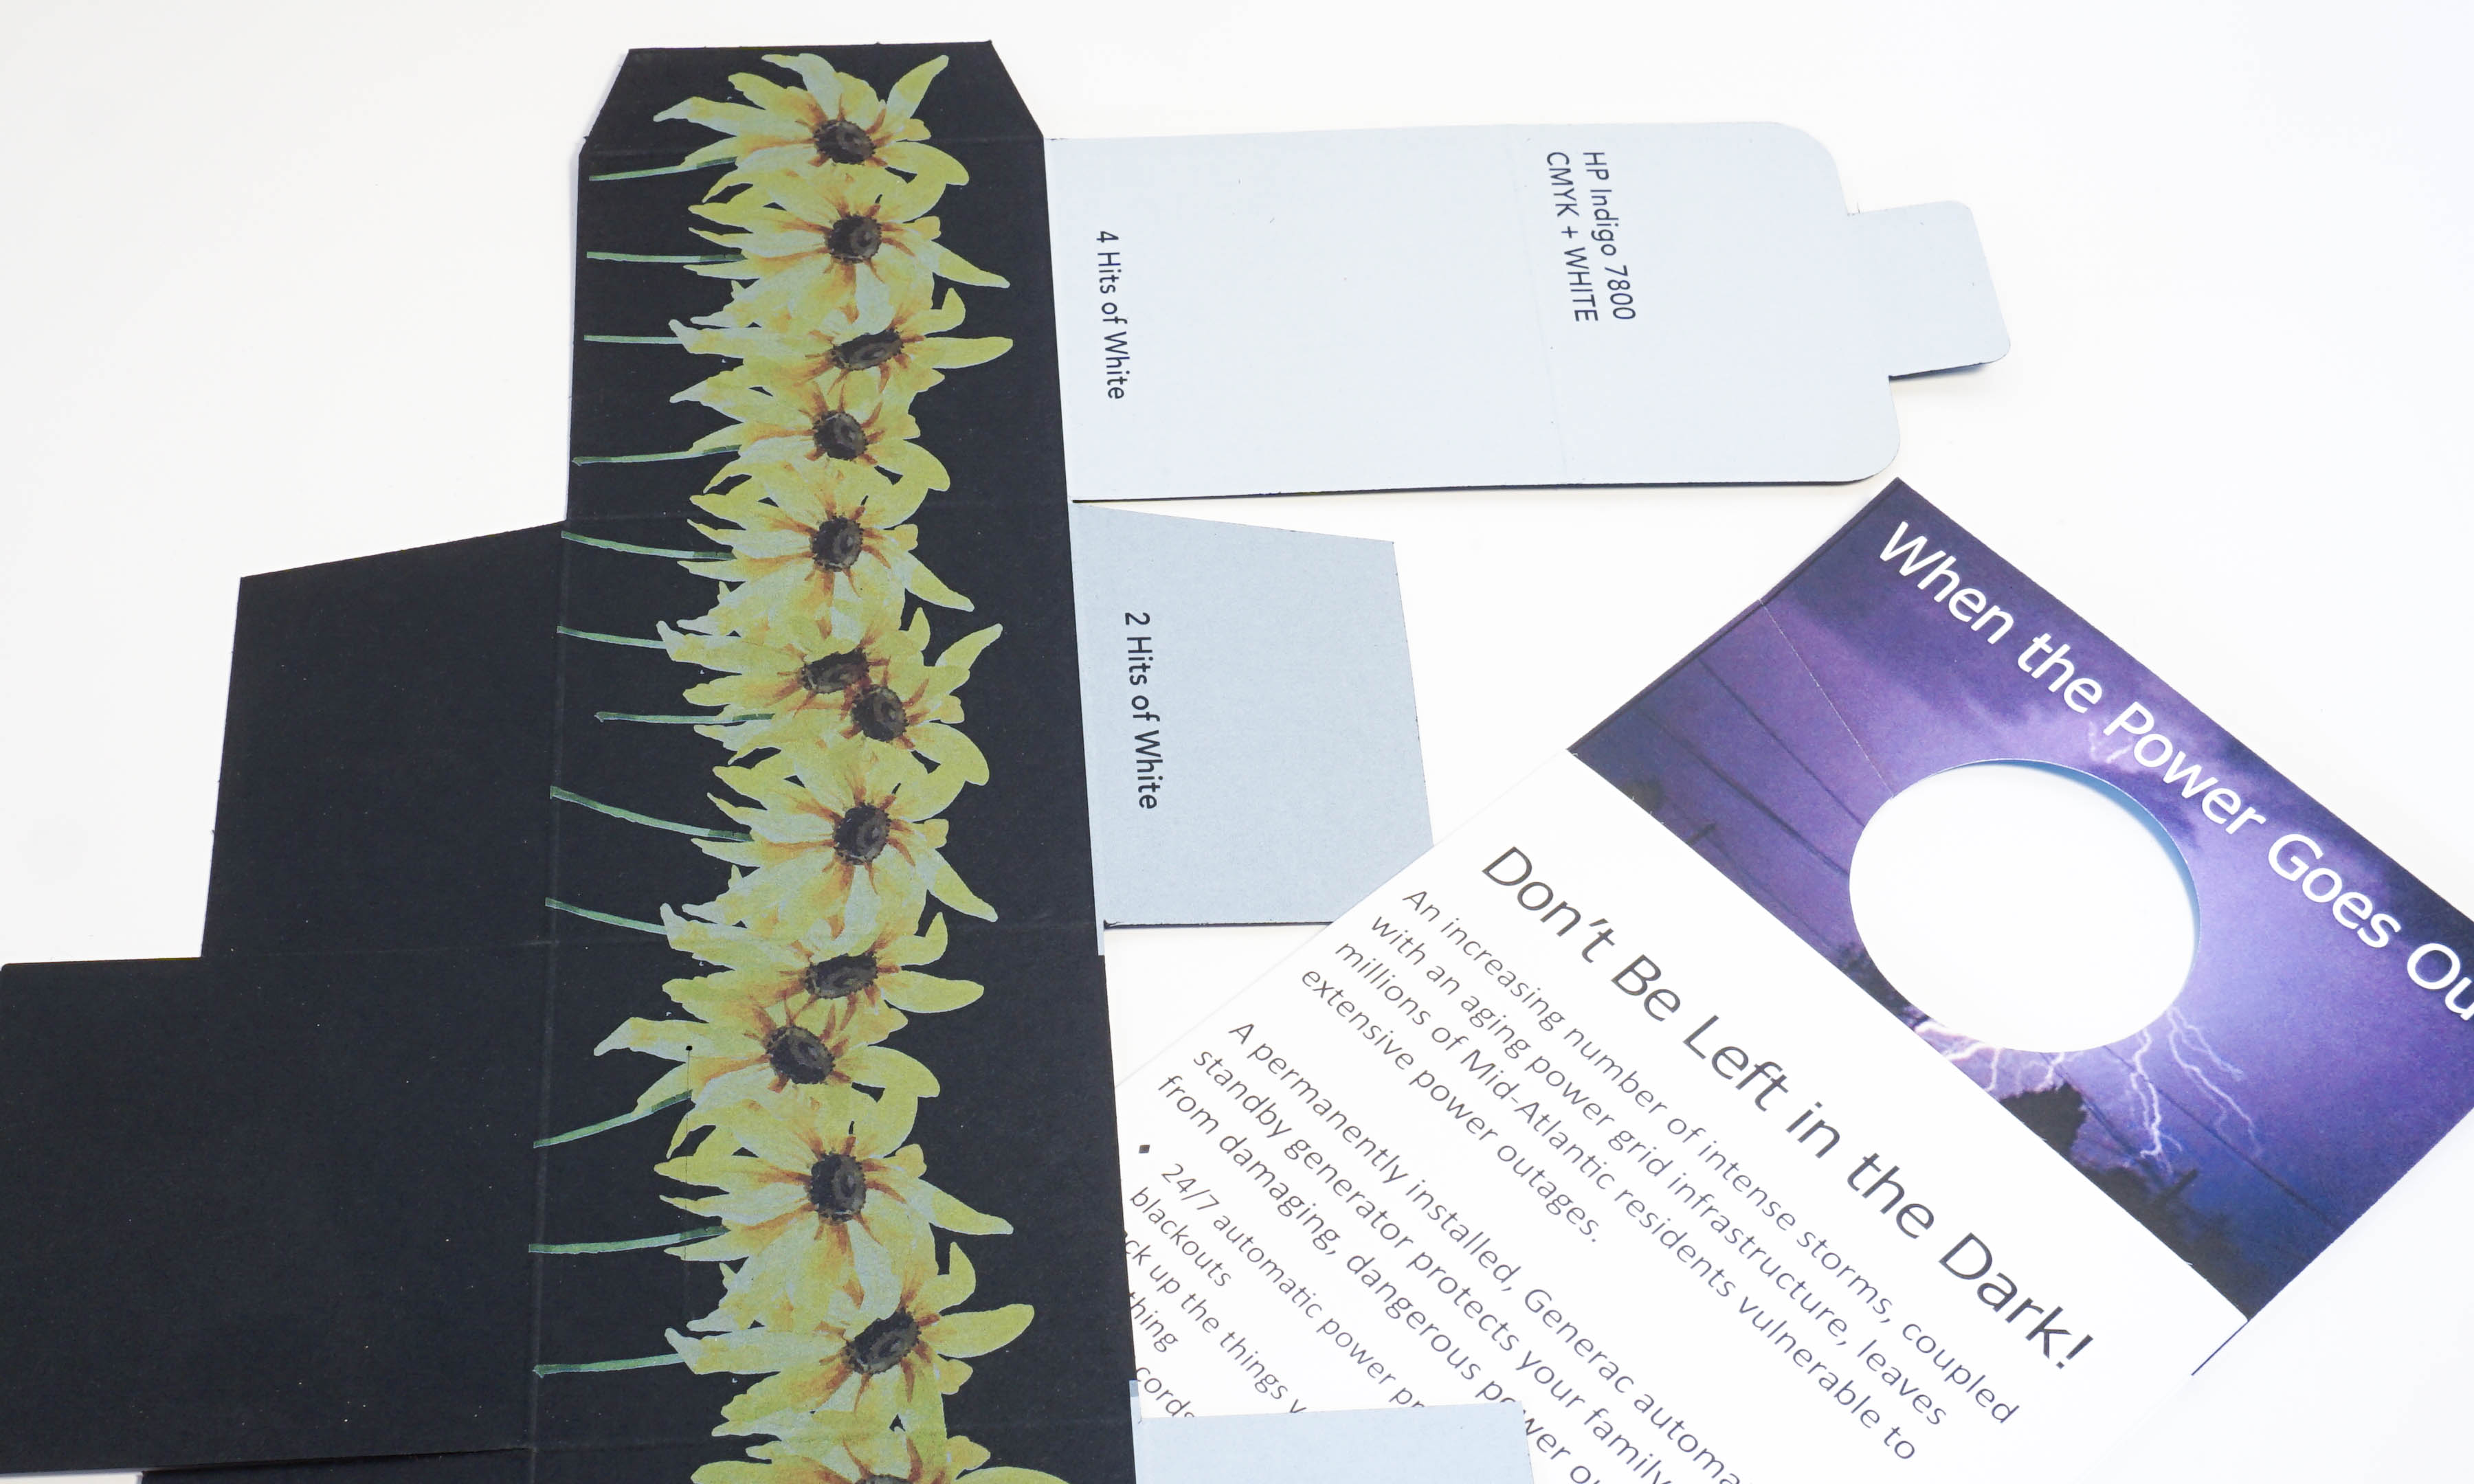 HP Indigo 7800
CMYK + WHITE
4 Hits of White
2 Hits of White
When the Power Goes Ou
Don't Be Left in the Dark!
An increasing number of intense storms, coupled
with an aging power grid infrastructure, leaves
millions of Mid-Atlantic residents vulnerable to
extensive power outages.
A permanently installed, Generac automa
standby generator protects your family
from damaging, dangerous power ou
▪ 24/7 automatic power pr
blackouts
ck up the things y
thing
cords